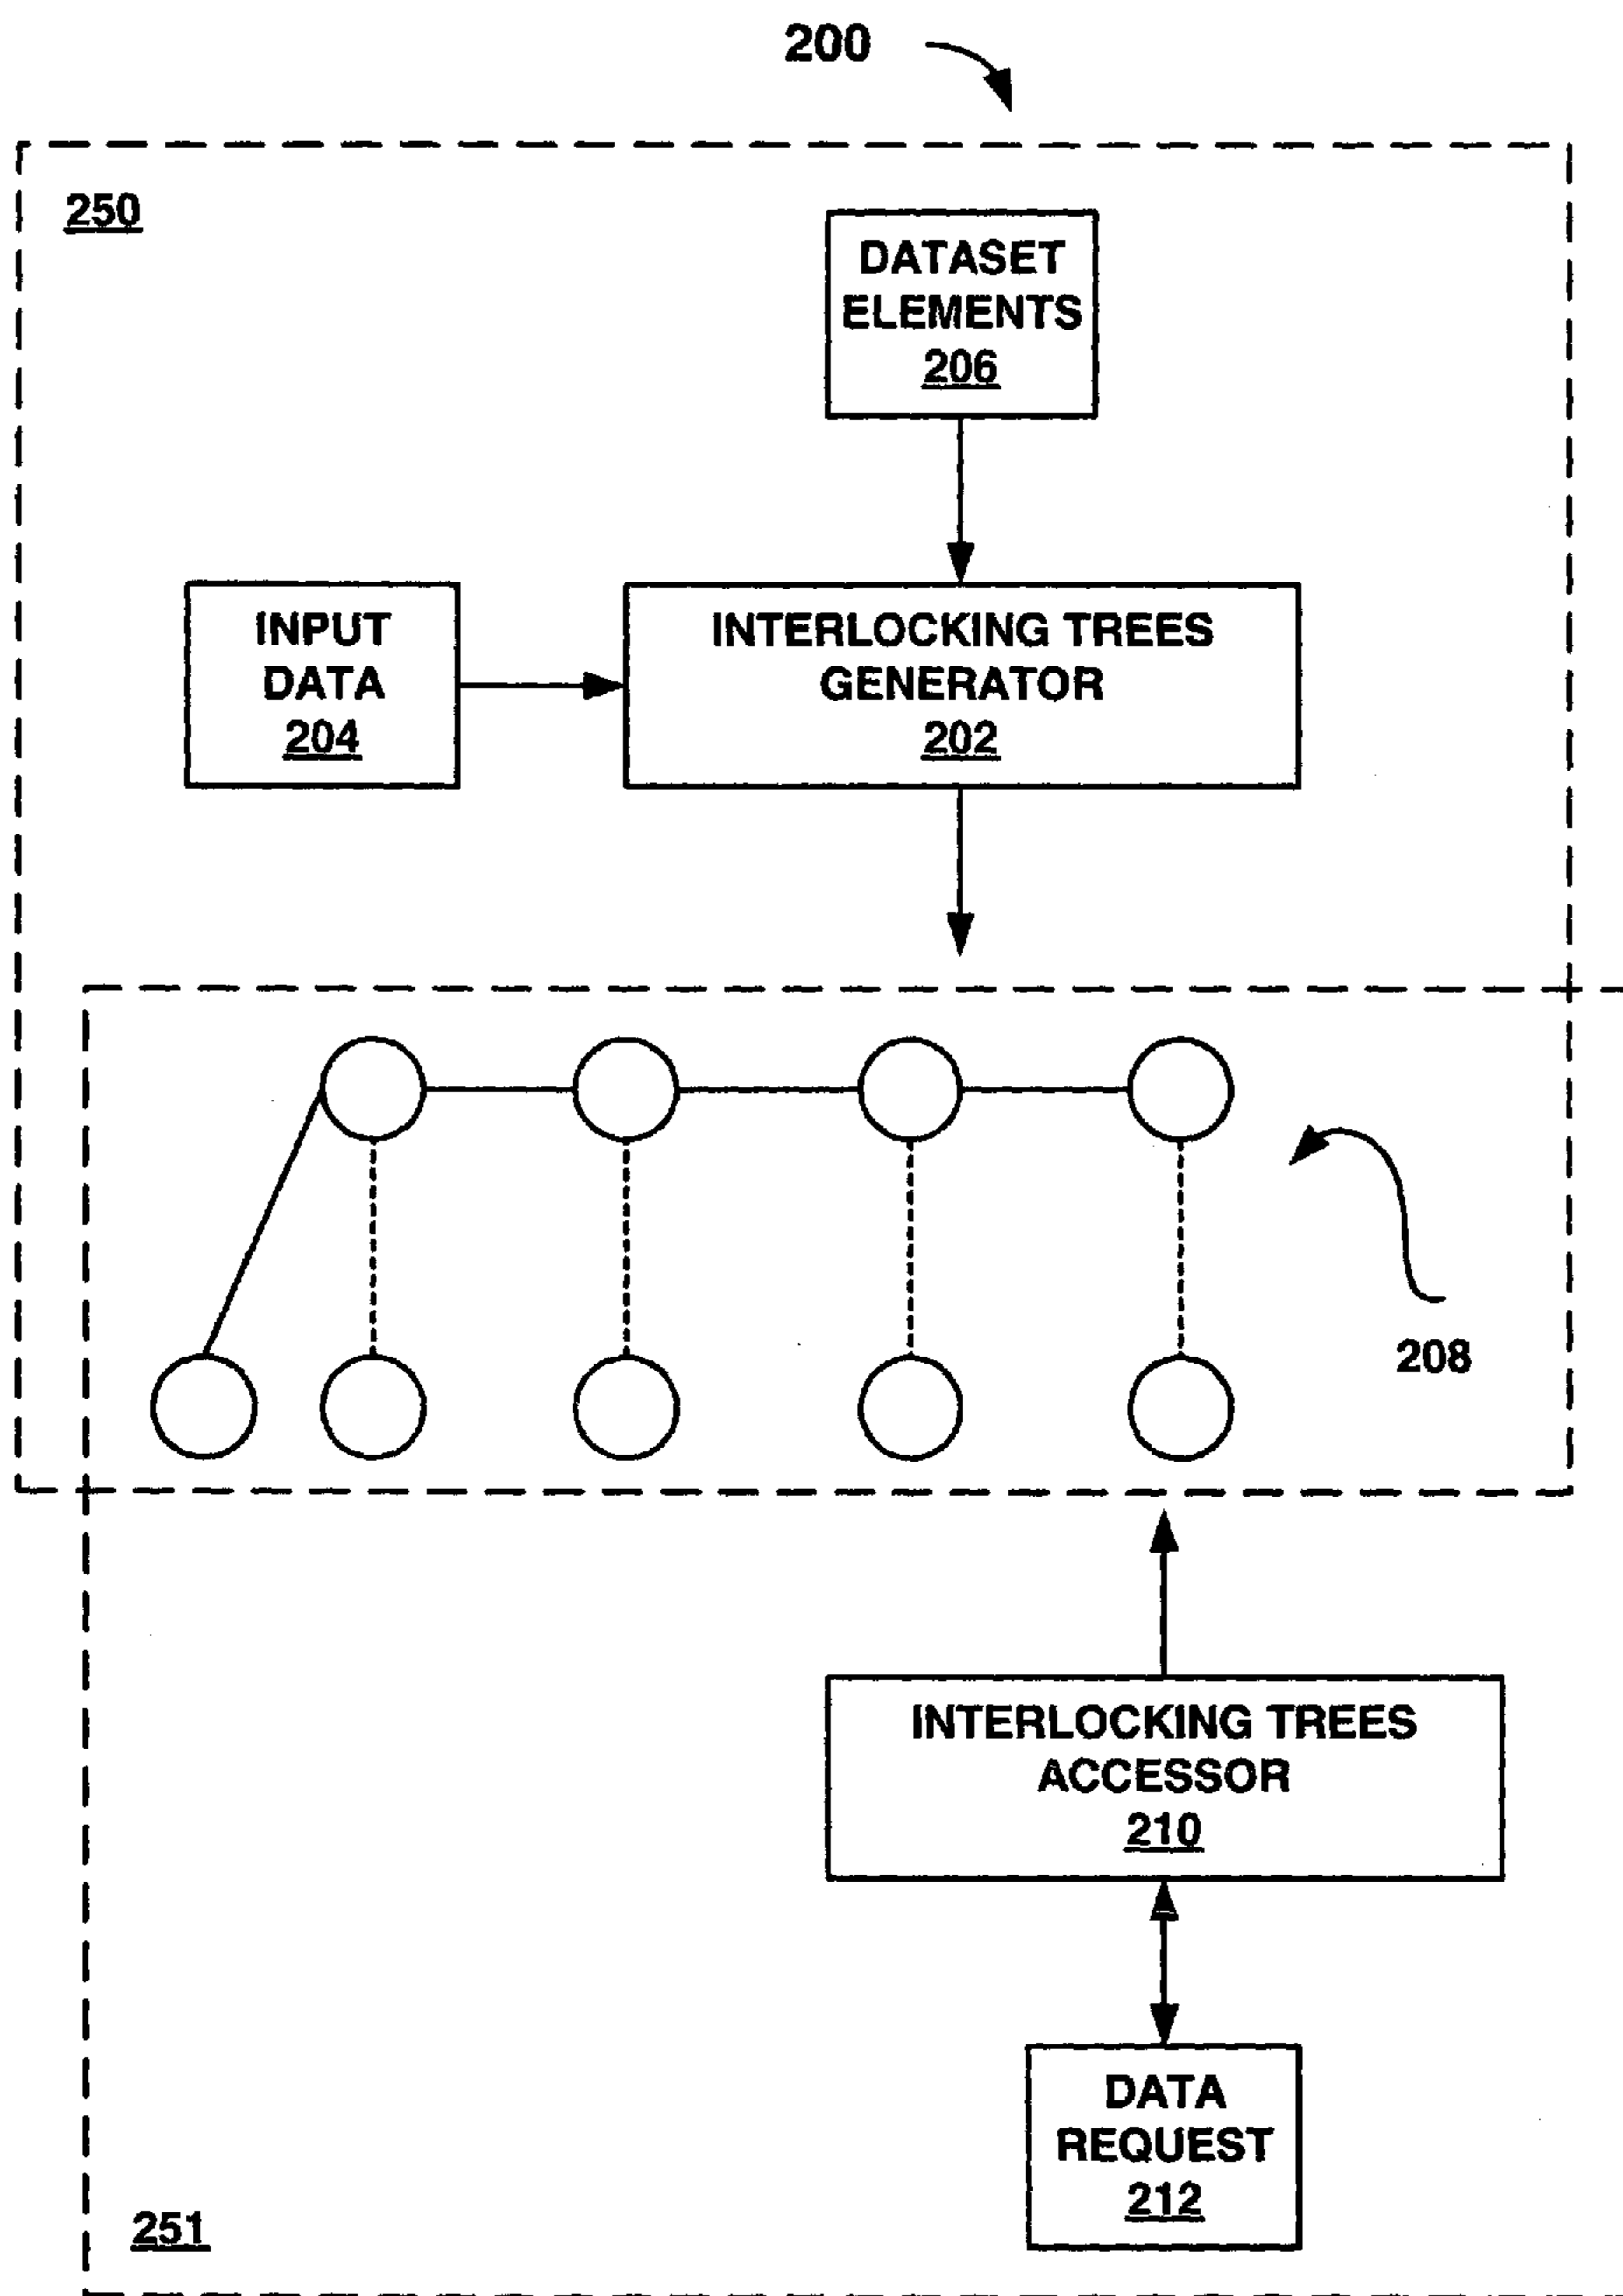 200
250
DATASET
ELEMENTS
206
INPUT
DATA
204
INTERLOCKING TREES
GENERATOR
202
208
INTERLOCKING TREES
ACCESSOR
210
DATA
REQUEST
212
251